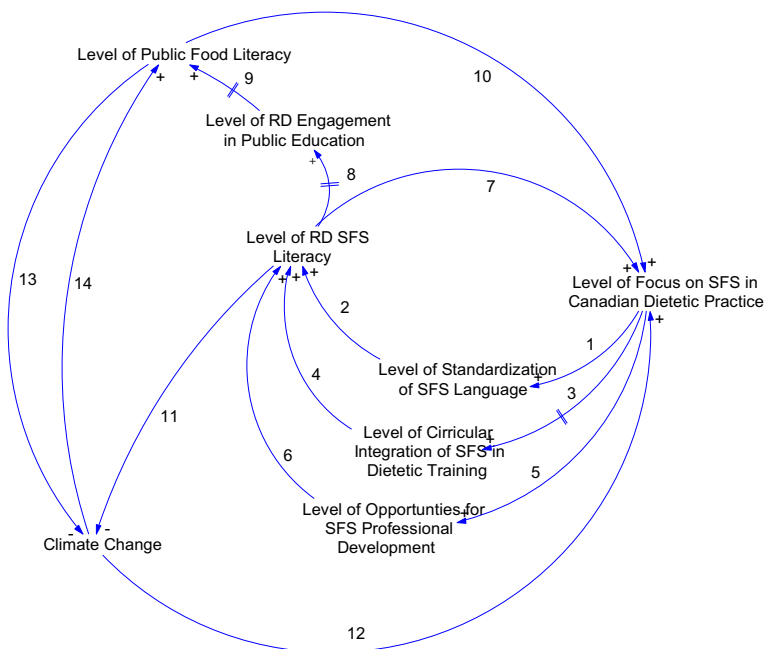 Level of Public Food Literacy
10
+
+
9
Level of RD Engagement
in Public Education
+
8
7
Level of RD SFS
Literacy
+ + +
+
+
Level of Focus on SFS in
Canadian Dietetic Practice
+
13
14
2
1
Level of Standardization
of SFS Language
+
4
3
11
Level of Cirricular
Integration of SFS in
Dietetic Training
+
6
5
Level of Opportunties for
SFS Professional
Development
+
-
-
Climate Change
12